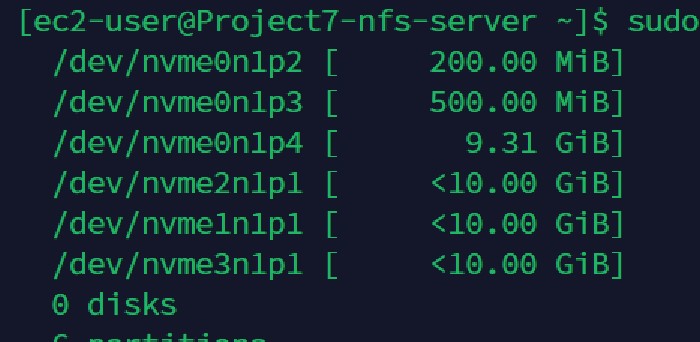 [ec2-user@Project7-nfs-server ~]$ sudo
/dev/nvme0n1p2 [     200.00 MiB]
/dev/nvme0n1p3 [     500.00 MiB]
/dev/nvme0n1p4 [       9.31 GiB]
/dev/nvme2n1p1 [     <10.00 GiB]
/dev/nvme1n1p1 [     <10.00 GiB]
/dev/nvme3n1p1 [     <10.00 GiB]
0 disks
6 partitions